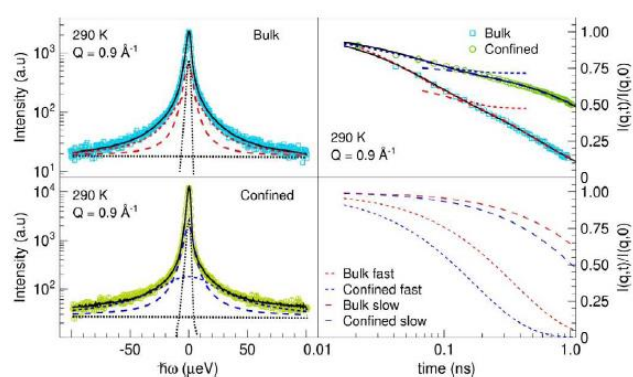 290 K
Q = 0.9 Å⁻¹
Bulk
Intensity (a.u)
10³
10²
10¹
290 K
Q = 0.9 Å⁻¹
Confined
Intensity (a.u)
10⁴
10³
10²
-50
0
50
ħω (µeV)
Bulk
Confined
290 K
Q = 0.9 Å⁻¹
1.00
0.75
0.50
0.25
0
I(q,t)/I(q,0)
Bulk fast
Confined fast
Bulk slow
Confined slow
1.00
0.75
0.50
0.25
0
I(q,t)/I(q,0)
0.01
0.1
1.0
time (ns)